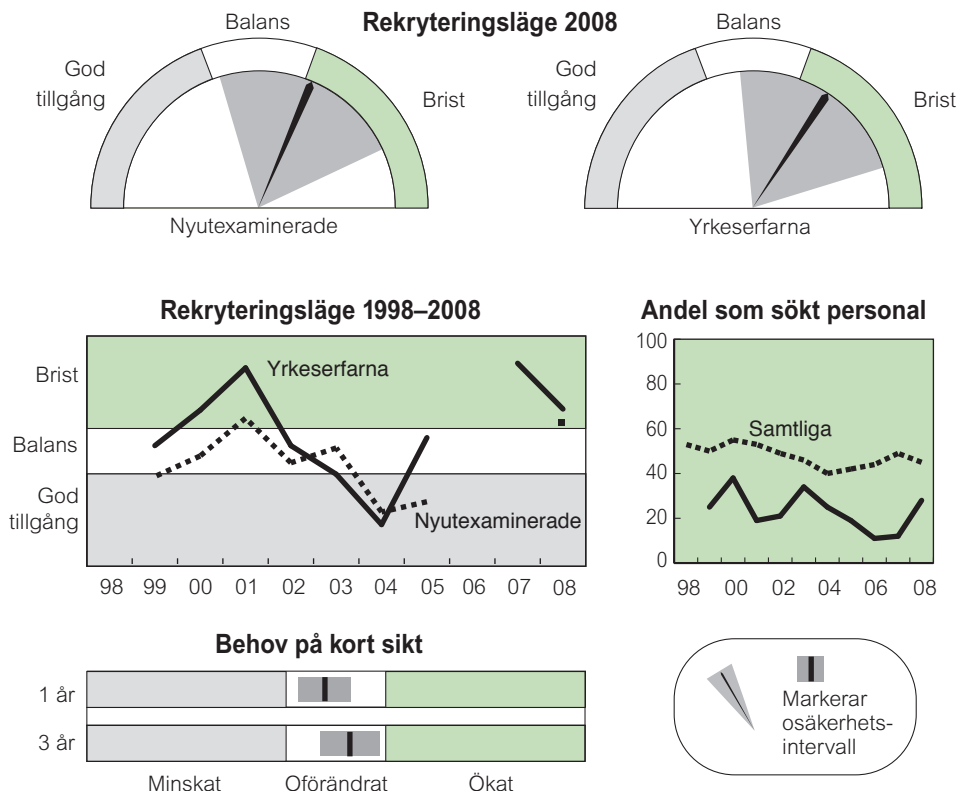 Rekryteringsläge 2008
Balans
God
tillgång
Brist
Nyutexaminerade
Balans
God
tillgång
Brist
Yrkeserfarna
Rekryteringsläge 1998–2008
Brist
Balans
God
tillgång
Yrkeserfarna
Nyutexaminerade
98 99 00 01 02 03 04 05 06 07 08
Andel som sökt personal
100
80
60
40
20
0
Samtliga
98 00 02 04 06 08
Behov på kort sikt
1 år
3 år
Minskat Oförändrat Ökat
Markerar
osäkerhets-
intervall